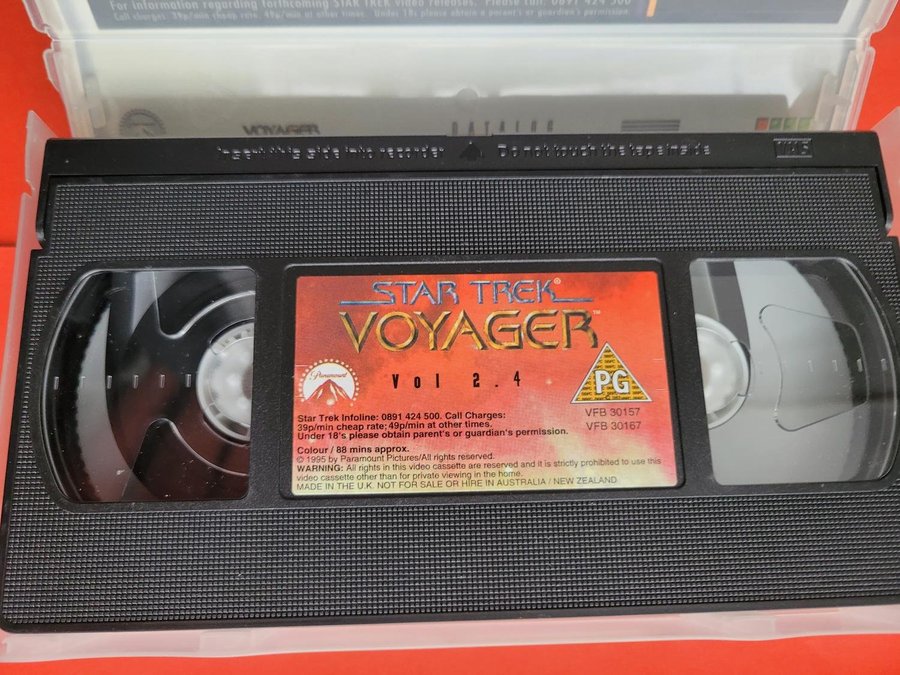 For information regarding forthcoming STAR TREK video releases. Please call: 0891 424 500
Call charges: 39p/min cheap rate. 49p/min at other times. Under 18s please obtain a parent's or guardian's permission.
VOYAGER
Insert this side into recorder
Do not touch the tape inside
VHS
STAR TREK®
VOYAGER™
Paramount
Vol 2.4
BBFC
PG
VFB 30157
VFB 30167
Star Trek Infoline: 0891 424 500. Call Charges:
39p/min cheap rate; 49p/min at other times.
Under 18's please obtain parent's or guardian's permission.
Colour / 88 mins approx.
© 1995 by Paramount Pictures/All rights reserved.
WARNING: All rights in this video cassette are reserved and it is strictly prohibited to use this
video cassette other than for private viewing in the home.
MADE IN THE U.K. NOT FOR SALE OR HIRE IN AUSTRALIA / NEW ZEALAND